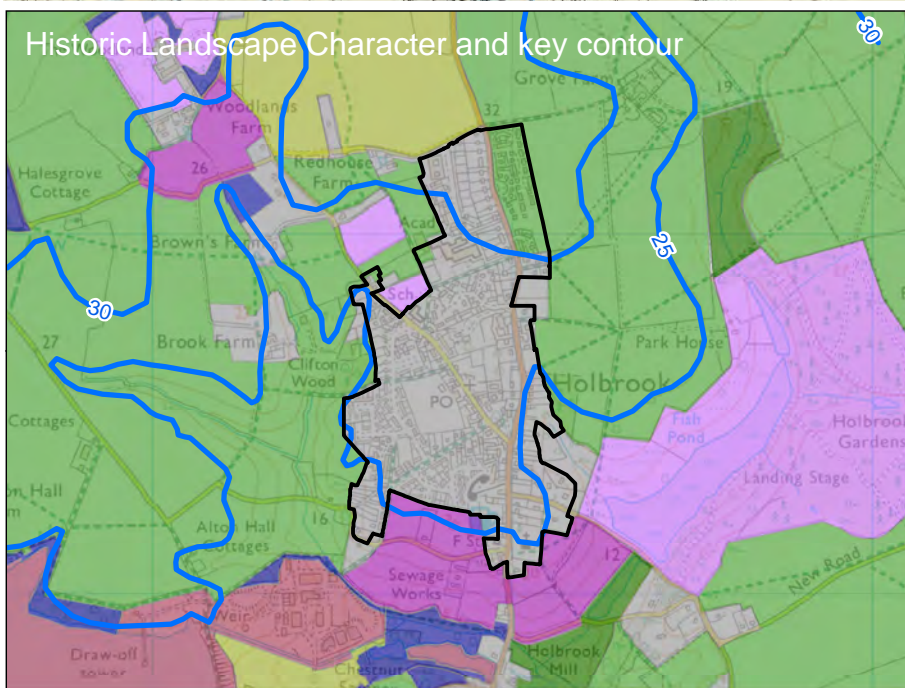 Historic Landscape Character and key contour
30
Grove Farm
19
Woodlands
Farm
32
26
Redhouse
Farm
Halesgrove
Cottage
Acad
Brown's Farm
25
Sch
30
27
Brook Farm
Park House
Clifton
Wood
Holbrook
PO
Fish
Pond
Cottages
Holbrook
Gardens
Landing Stage
on Hall
16
Alton Hall
Cottages
12
New Road
Sewage
Works
Weir
Draw-off
tower
Holbrook
Mill
Chestnut